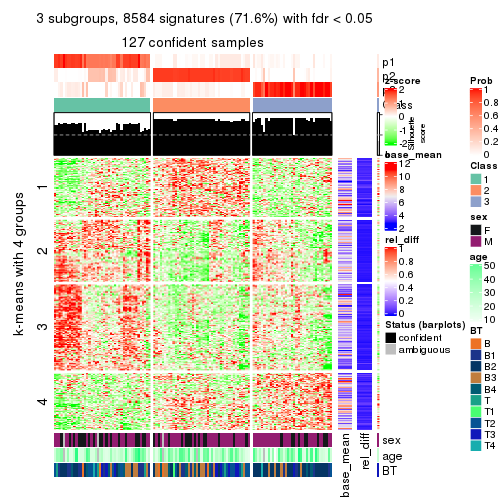 3 subgroups, 8584 signatures (71.6%) with fdr < 0.05
127 confident samples
p1
p2
Class
Silhouette
score
k-means with 4 groups
1
2
3
4
base_mean
rel_diff
sex
age
BT
z-score
2
1
0
-1
-2
base_mean
12
10
8
6
4
2
rel_diff
1
0.8
0.6
0.4
0.2
0
Status (barplots)
confident
ambiguous
Prob
1
0.8
0.6
0.4
0.2
0
Class
1
2
3
sex
F
M
age
50
40
30
20
10
BT
B
B1
B2
B3
B4
T
T1
T2
T3
T4